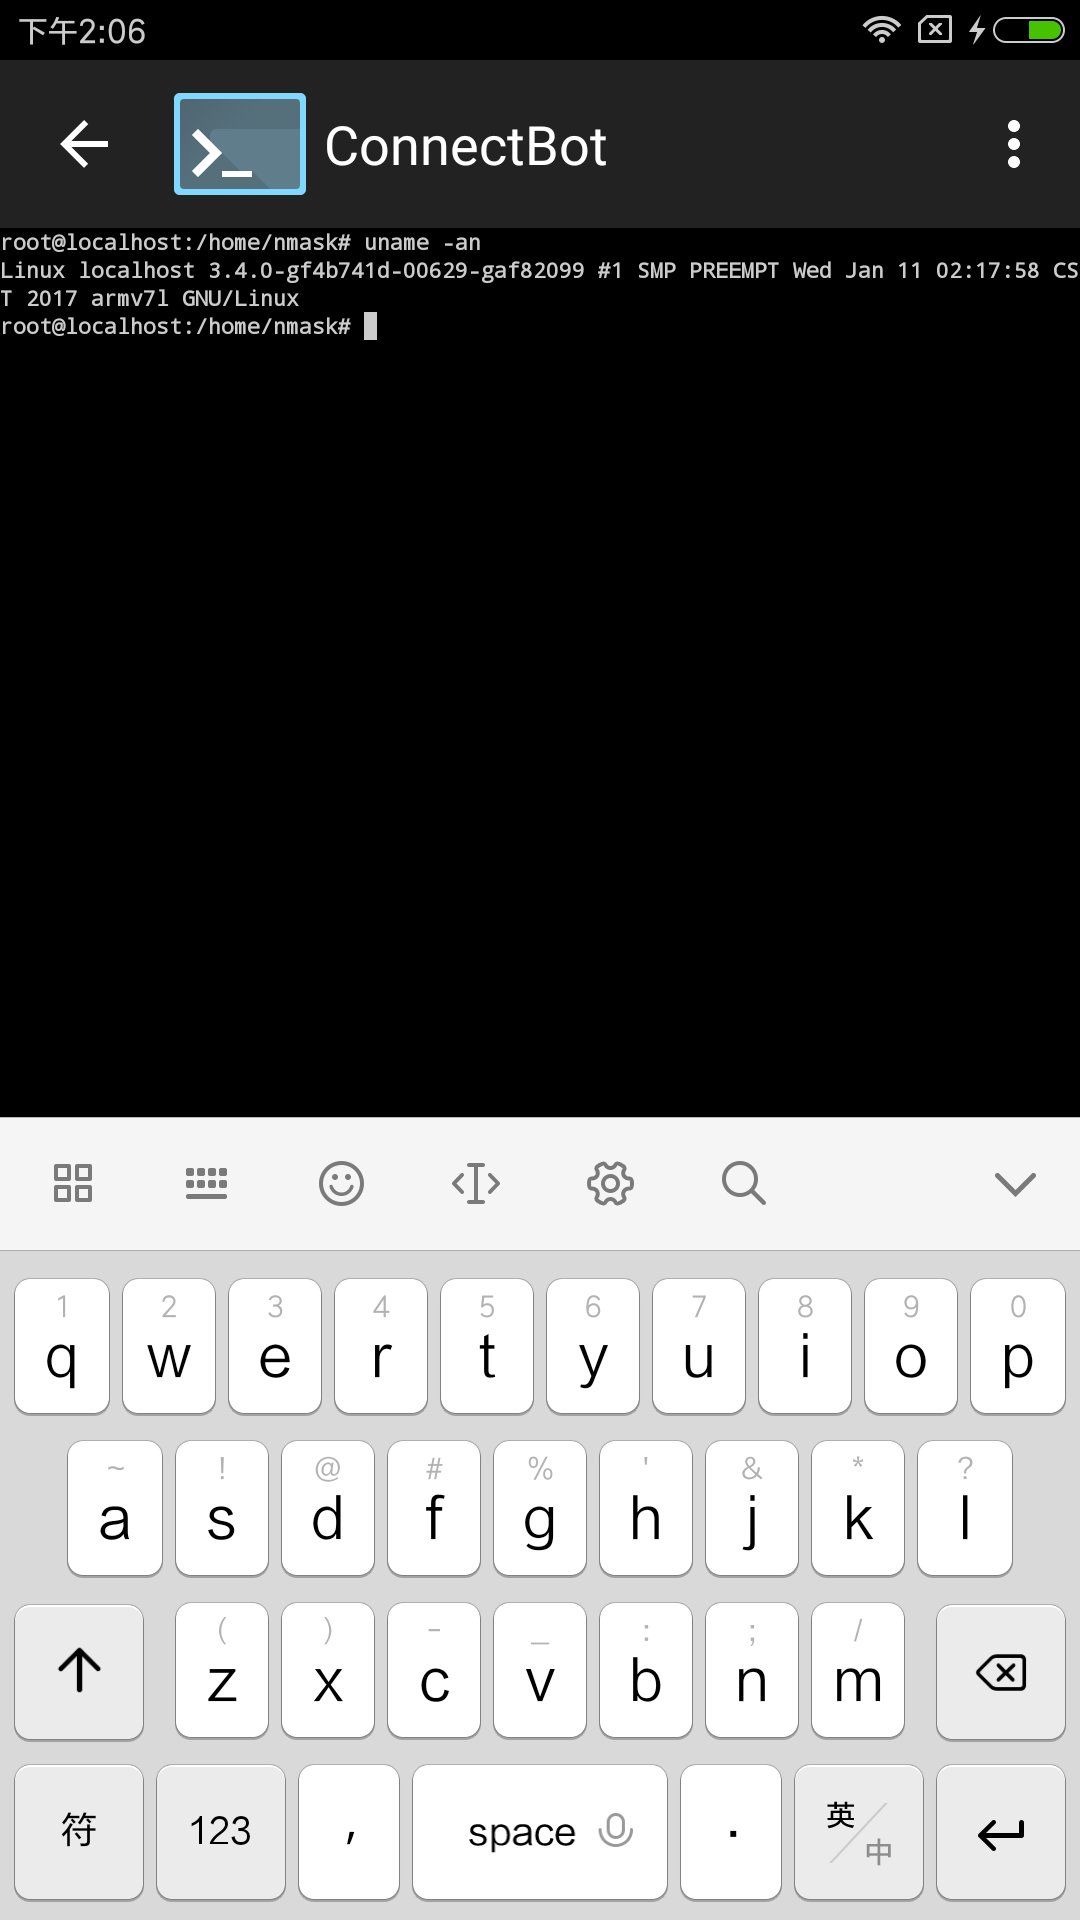 下午2:06
ConnectBot
root@localhost:/home/nmask# uname -an
Linux localhost 3.4.0-gf4b741d-00629-gaf82099 #1 SMP PREEMPT Wed Jan 11 02:17:58 CS
T 2017 armv7l GNU/Linux
root@localhost:/home/nmask#
1 2 3 4 5 6 7 8 9 0
q w e r t y u i o p
~ ! @ # % ' & * ?
a s d f g h j k l
( ) - _ : ; /
z x c v b n m
符 123 , space . 英/中